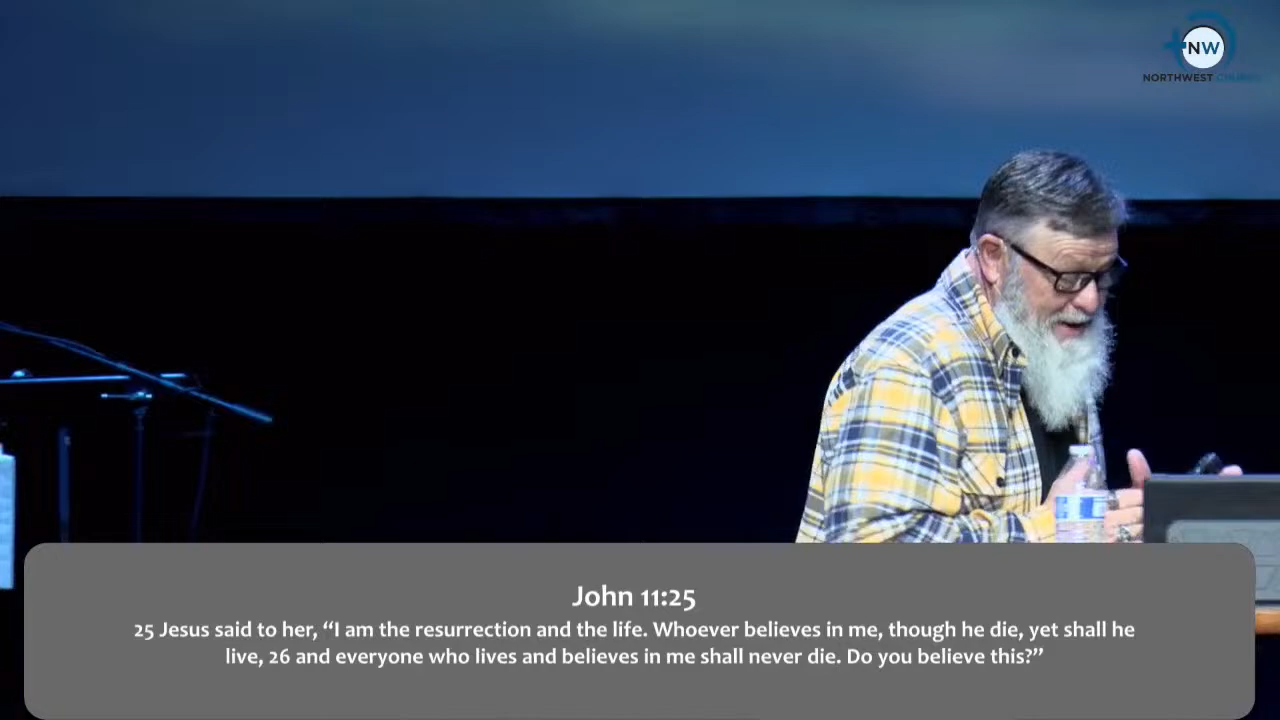 NW
NORTHWEST CHURCH
John 11:25
25 Jesus said to her, “I am the resurrection and the life. Whoever believes in me, though he die, yet shall he
live, 26 and everyone who lives and believes in me shall never die. Do you believe this?”